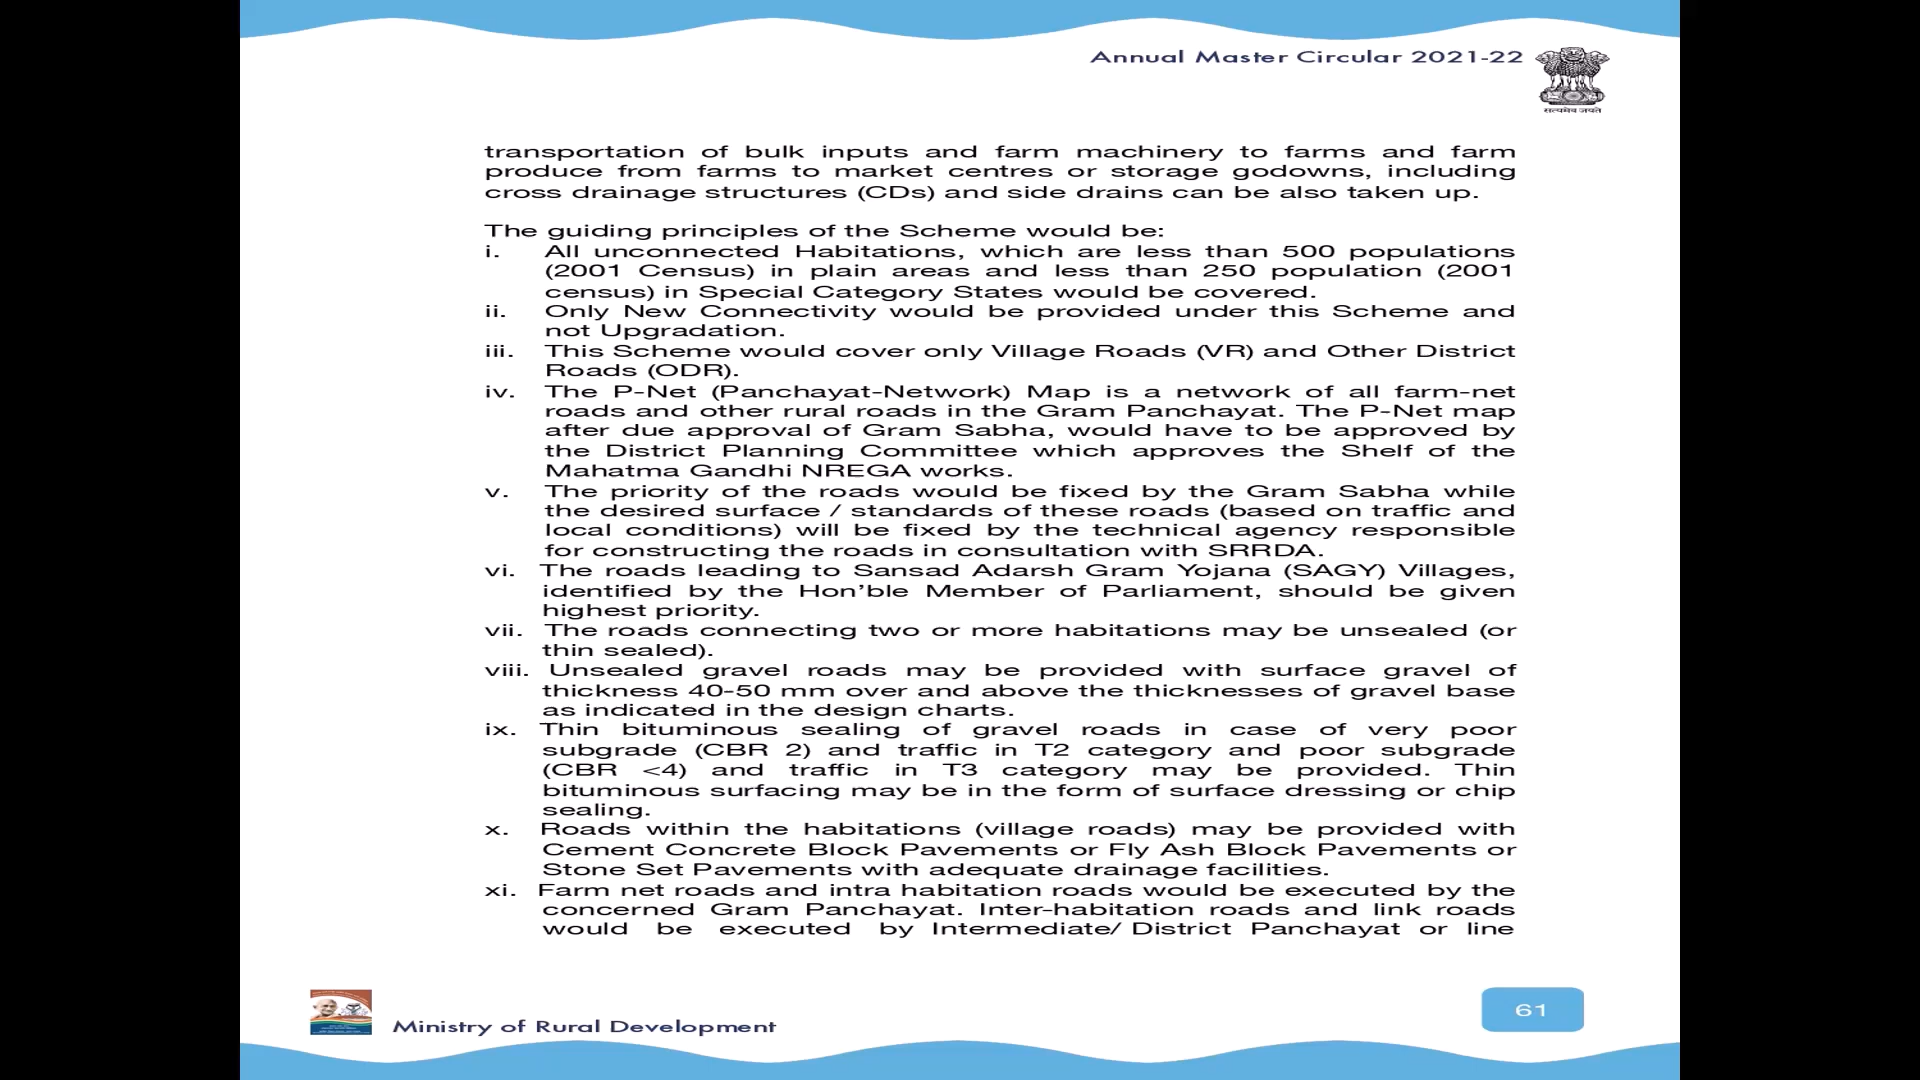 Annual Master Circular 2021-22
सत्यमेव जयते
transportation of bulk inputs and farm machinery to farms and farm
produce from farms to market centres or storage godowns, including
cross drainage structures (CDs) and side drains can be also taken up.
The guiding principles of the Scheme would be:
i. All unconnected Habitations, which are less than 500 populations
(2001 Census) in plain areas and less than 250 population (2001
census) in Special Category States would be covered.
ii. Only New Connectivity would be provided under this Scheme and
not Upgradation.
iii. This Scheme would cover only Village Roads (VR) and Other District
Roads (ODR).
iv. The P-Net (Panchayat-Network) Map is a network of all farm-net
roads and other rural roads in the Gram Panchayat. The P-Net map
after due approval of Gram Sabha, would have to be approved by
the District Planning Committee which approves the Shelf of the
Mahatma Gandhi NREGA works.
v. The priority of the roads would be fixed by the Gram Sabha while
the desired surface / standards of these roads (based on traffic and
local conditions) will be fixed by the technical agency responsible
for constructing the roads in consultation with SRRDA.
vi. The roads leading to Sansad Adarsh Gram Yojana (SAGY) Villages,
identified by the Hon’ble Member of Parliament, should be given
highest priority.
vii. The roads connecting two or more habitations may be unsealed (or
thin sealed).
viii. Unsealed gravel roads may be provided with surface gravel of
thickness 40-50 mm over and above the thicknesses of gravel base
as indicated in the design charts.
ix. Thin bituminous sealing of gravel roads in case of very poor
subgrade (CBR 2) and traffic in T2 category and poor subgrade
(CBR <4) and traffic in T3 category may be provided. Thin
bituminous surfacing may be in the form of surface dressing or chip
sealing.
x. Roads within the habitations (village roads) may be provided with
Cement Concrete Block Pavements or Fly Ash Block Pavements or
Stone Set Pavements with adequate drainage facilities.
xi. Farm net roads and intra habitation roads would be executed by the
concerned Gram Panchayat. Inter-habitation roads and link roads
would be executed by Intermediate/ District Panchayat or line
Ministry of Rural Development
61